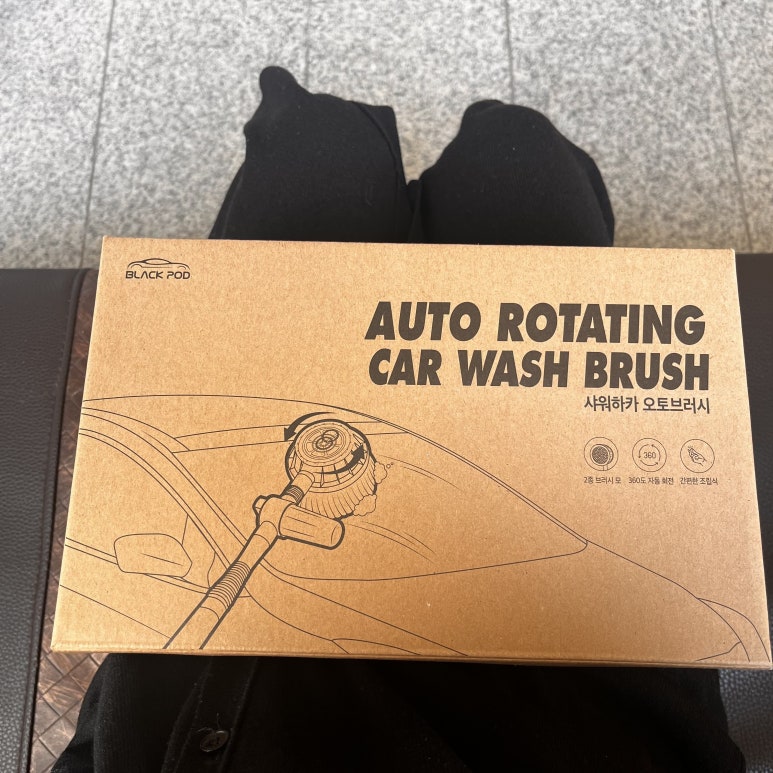 BLACK POD
AUTO ROTATING
CAR WASH BRUSH
샤워하카 오토브러시
360
2중 브러시 모 360도 자동 회전 간편한 조립식